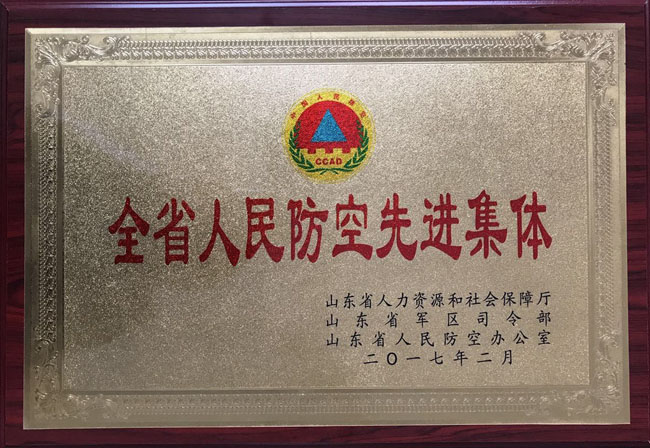 中国人民防空
CCAD
全省人民防空先进集体
山东省人力资源和社会保障厅
山东省军区司令部
山东省人民防空办公室
二〇一七年二月